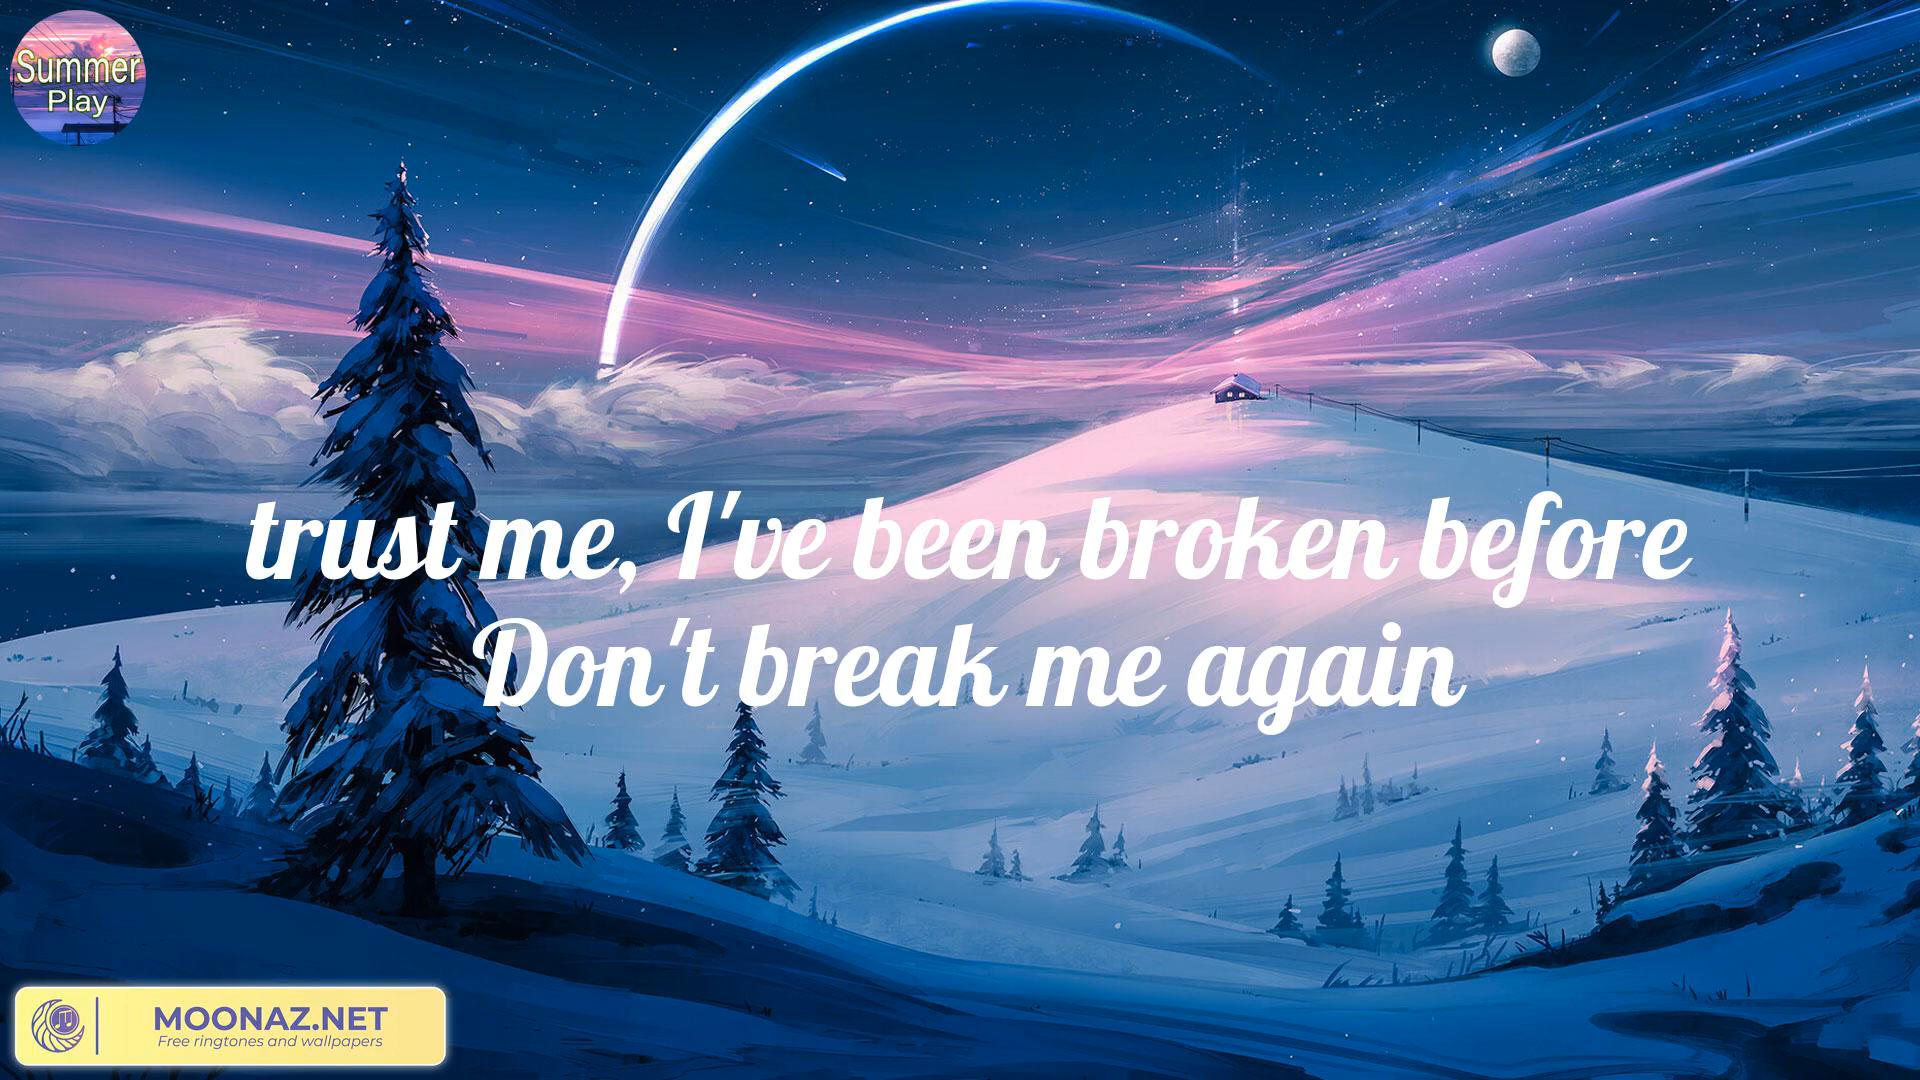 Summer
Play
trust me, I've been broken before
Don't break me again
MOONAZ.NET
Free ringtones and wallpapers